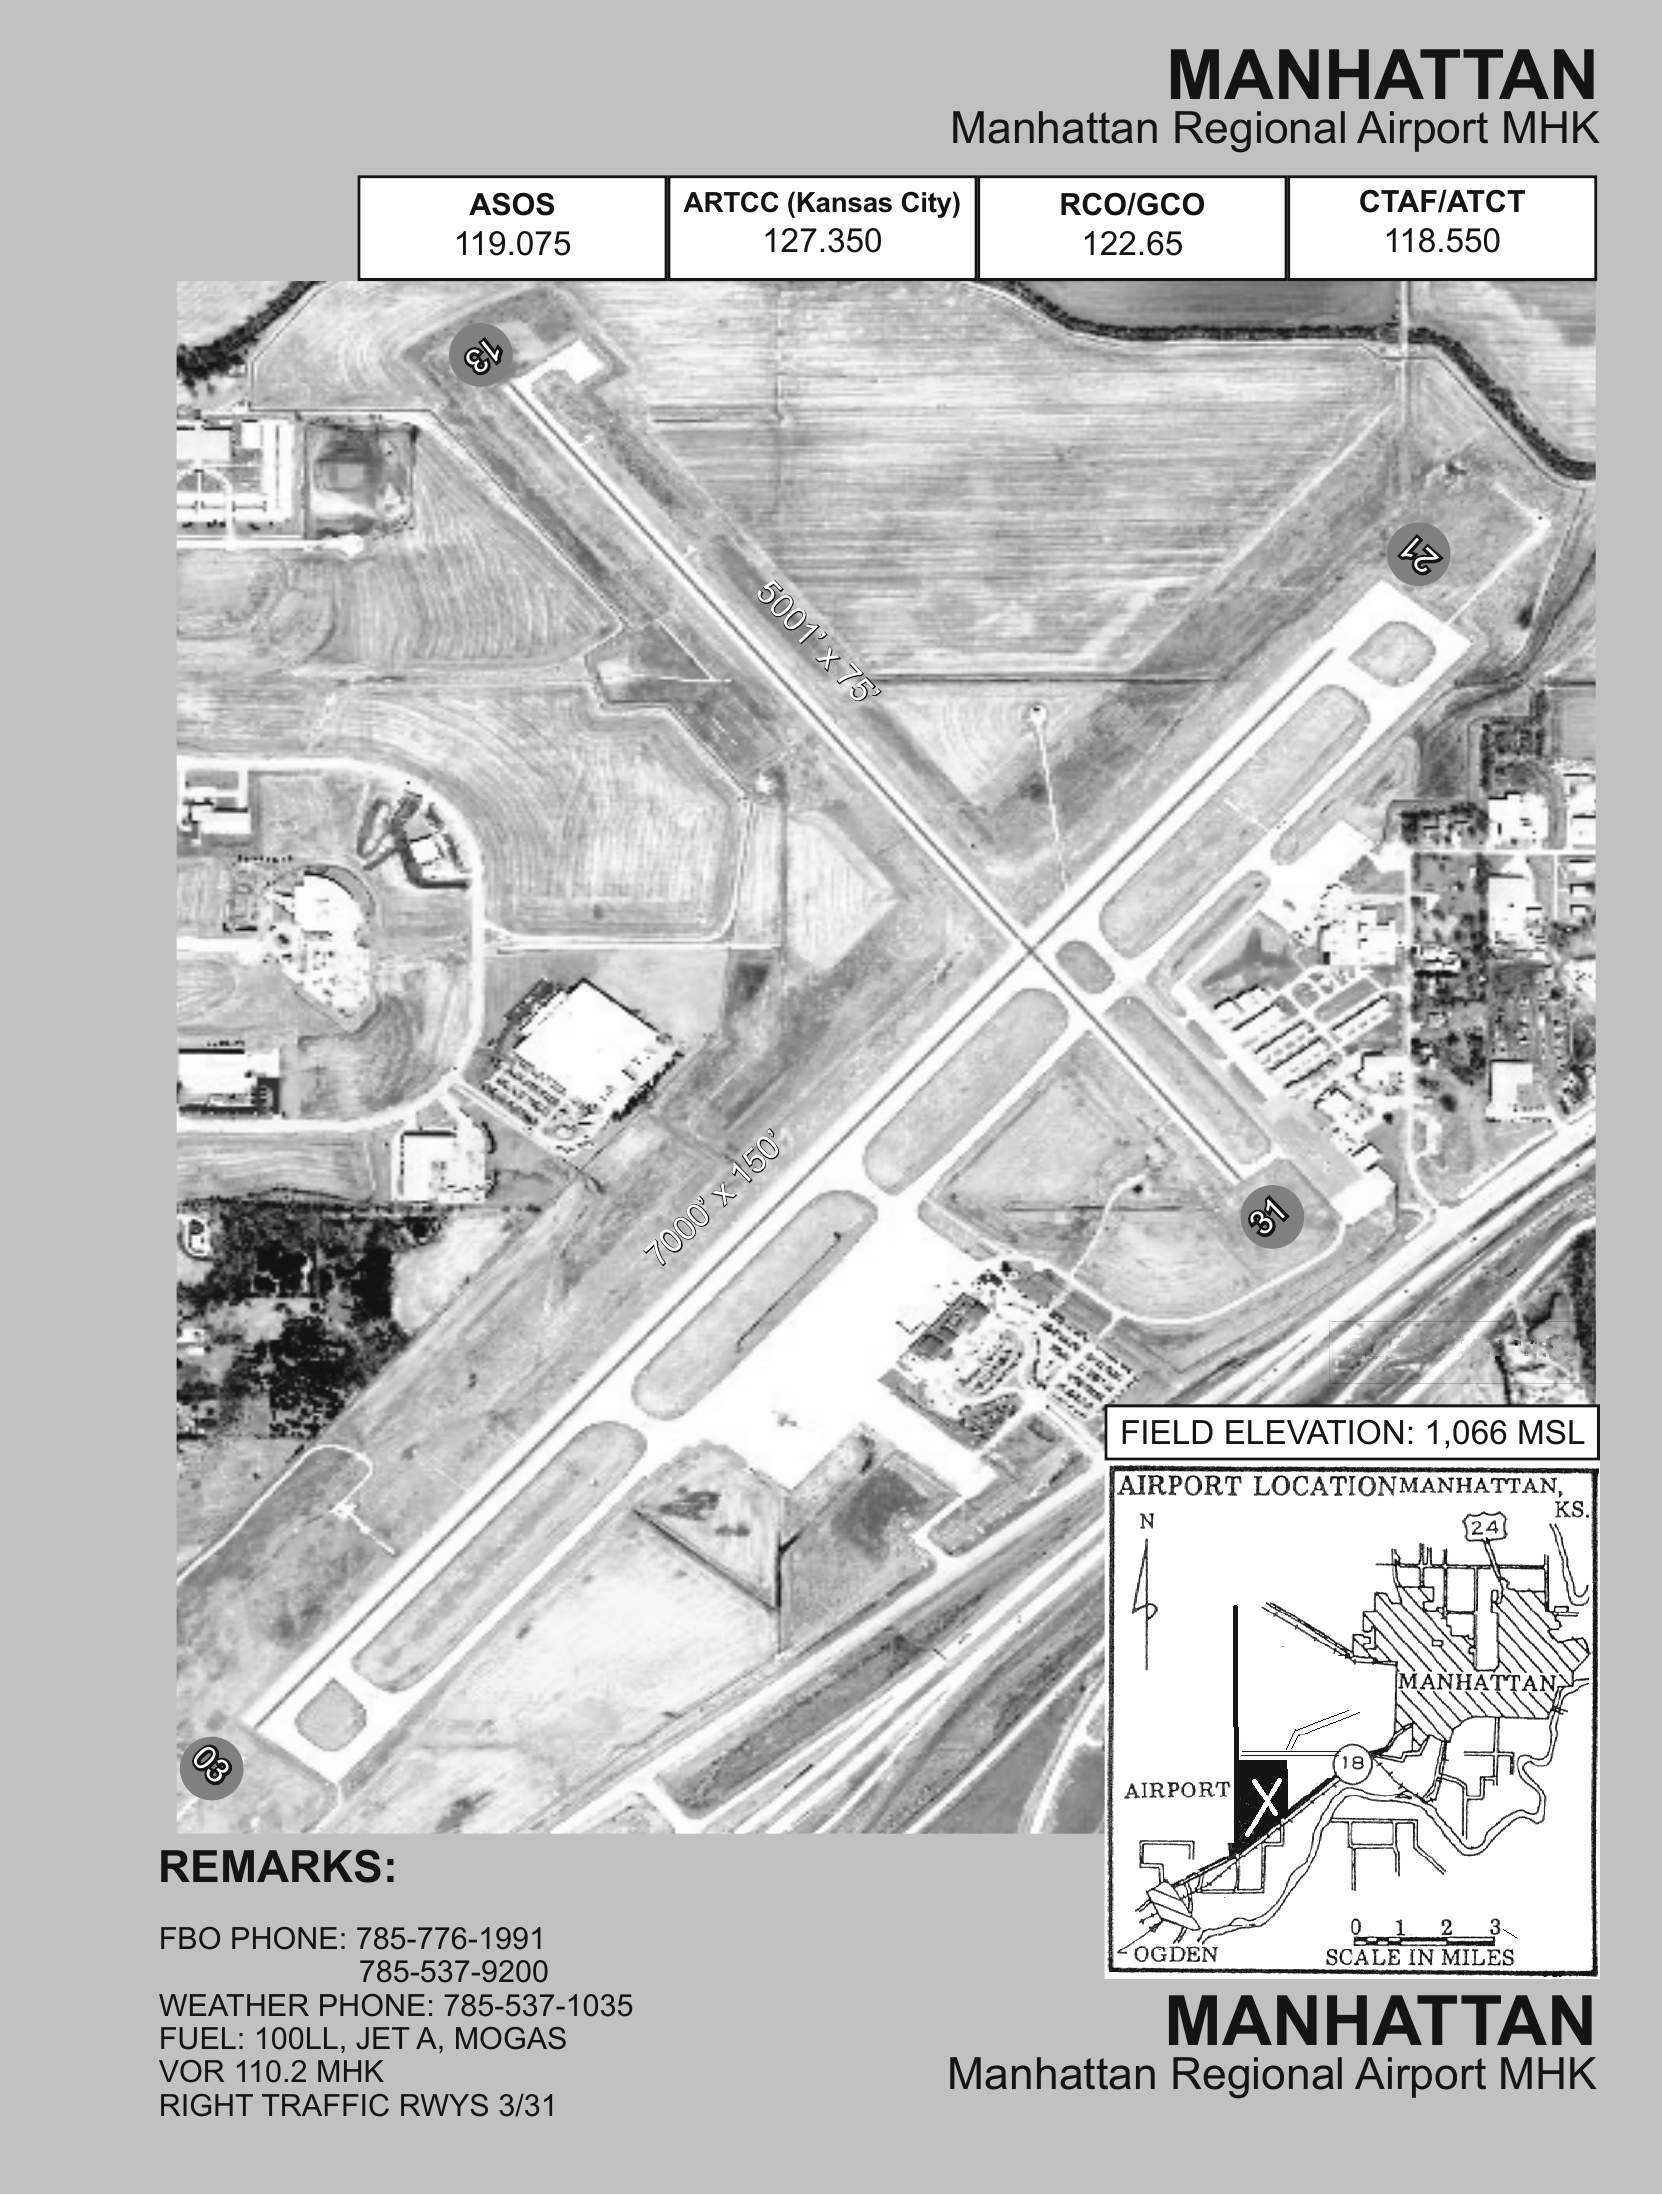 MANHATTAN
Manhattan Regional Airport MHK
ASOS
119.075
ARTCC (Kansas City)
127.350
RCO/GCO
122.65
CTAF/ATCT
118.550
13
21
5001' x 75'
7000' x 150'
31
03
FIELD ELEVATION: 1,066 MSL
AIRPORT LOCATION MANHATTAN,
KS.
N
24
MANHATTAN
18
AIRPORT
X
0 1 2 3
OGDEN
SCALE IN MILES
REMARKS:
FBO PHONE: 785-776-1991
785-537-9200
WEATHER PHONE: 785-537-1035
FUEL: 100LL, JET A, MOGAS
VOR 110.2 MHK
RIGHT TRAFFIC RWYS 3/31
MANHATTAN
Manhattan Regional Airport MHK